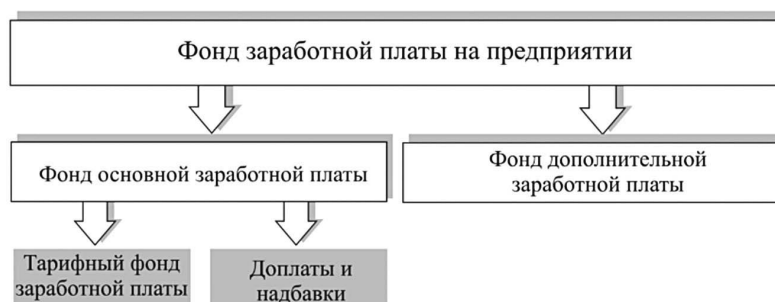 Фонд заработной платы на предприятии
Фонд основной заработной платы
Фонд дополнительной
заработной платы
Тарифный фонд
заработной платы
Доплаты и
надбавки